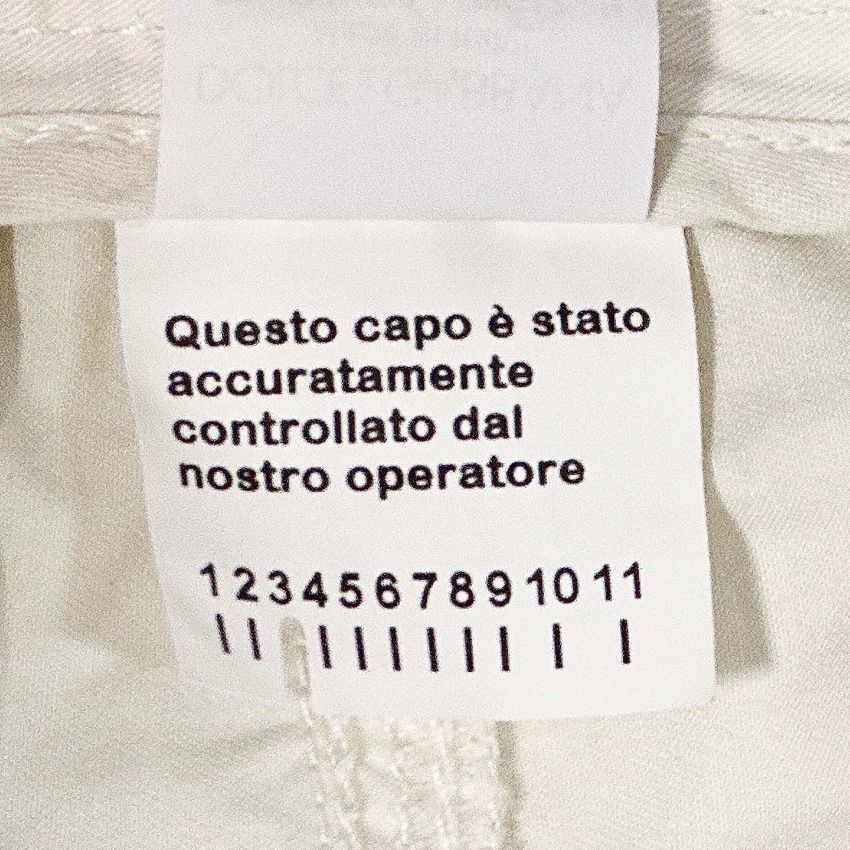 Questo capo è stato
accuratamente
controllato dal
nostro operatore
1 2 3 4 5 6 7 8 9 10 11